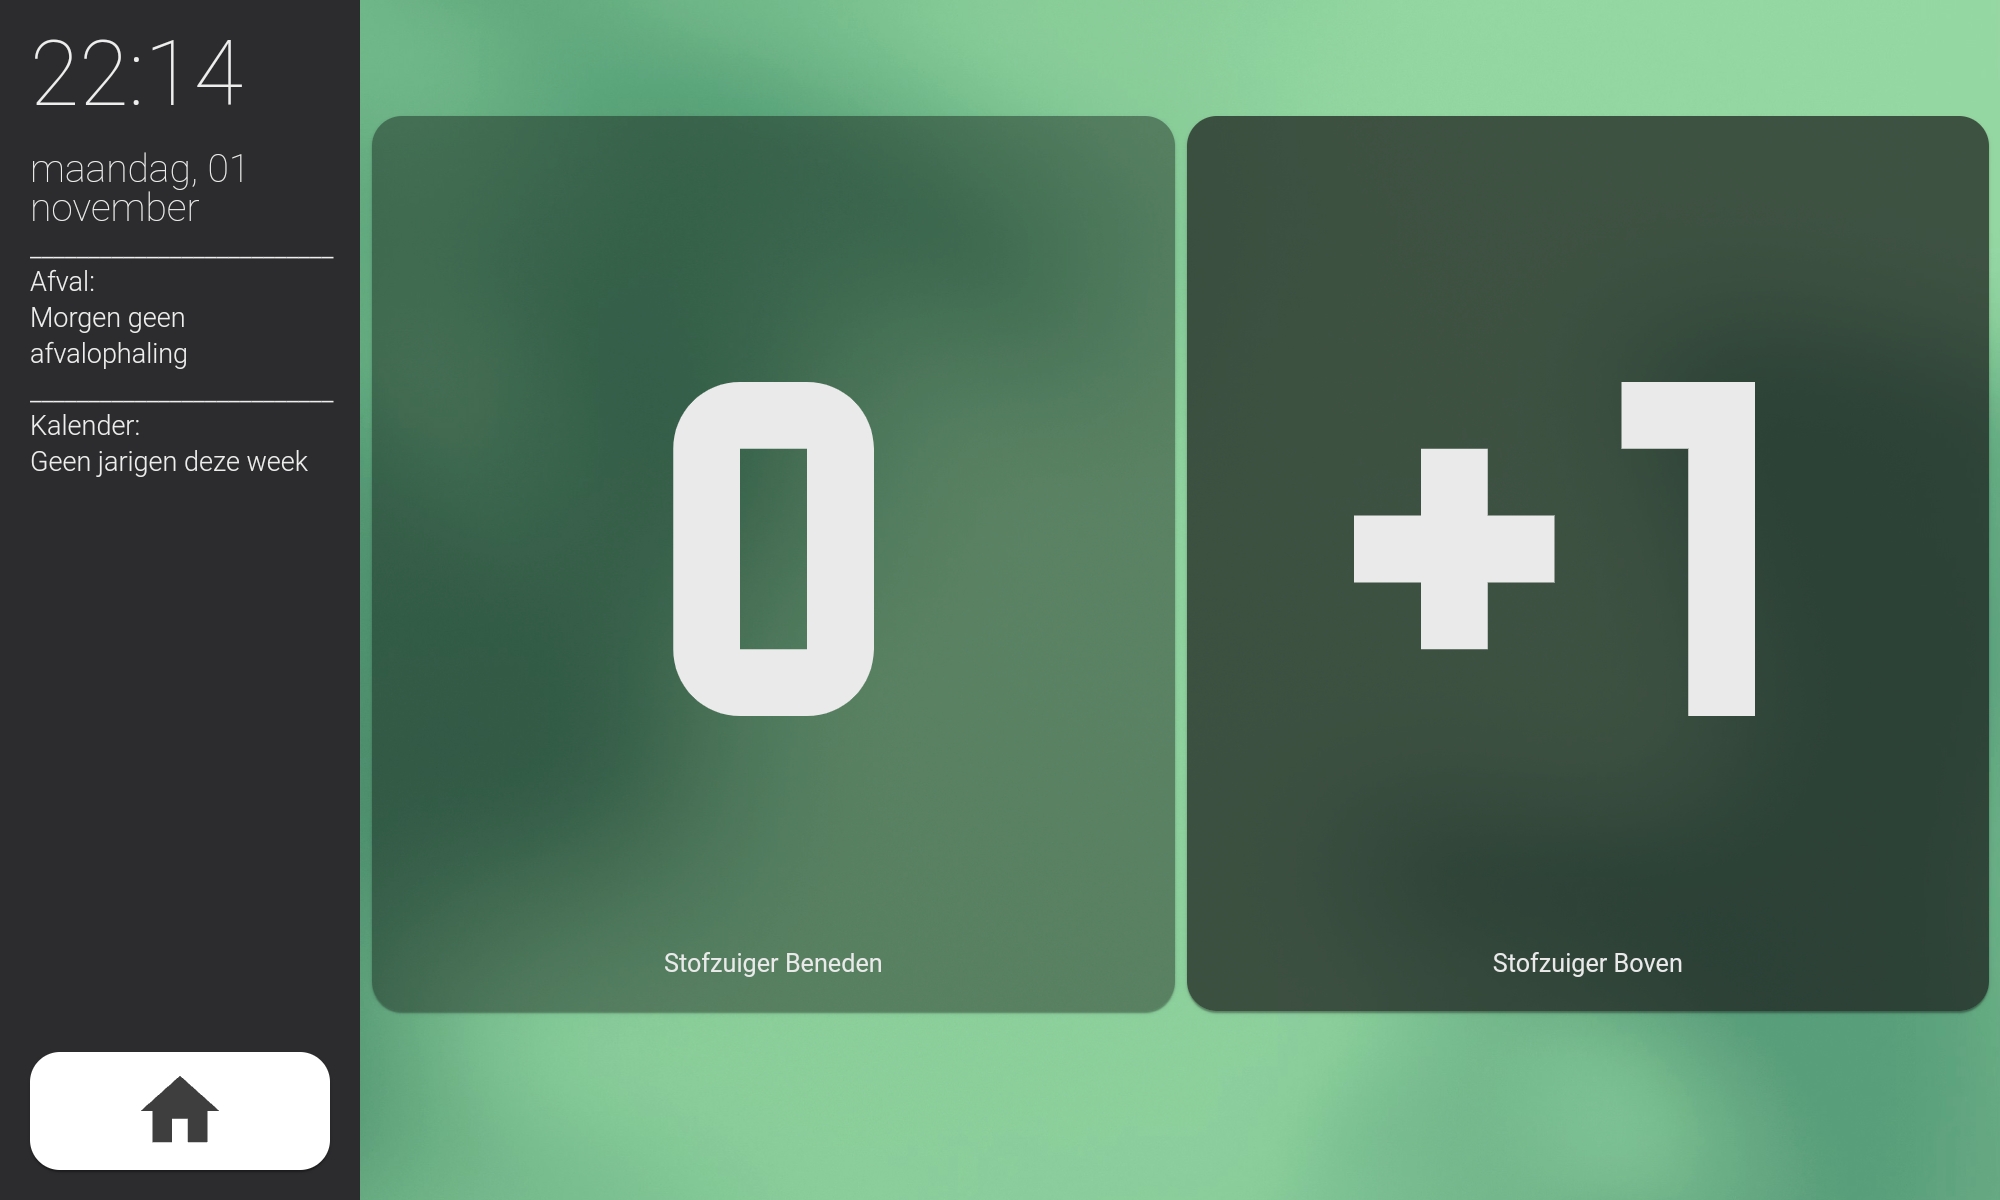 22:14
maandag, 01
november
Afval:
Morgen geen
afvalophaling
Kalender:
Geen jarigen deze week
0
+1
Stofzuiger Beneden
Stofzuiger Boven